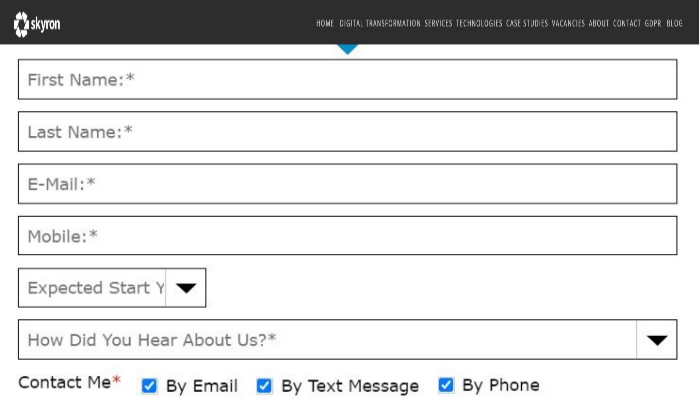 skyron
HOME DIGITAL TRANSFORMATION SERVICES TECHNOLOGIES CASE STUDIES VACANCIES ABOUT CONTACT GDPR BLOG
First Name:*
Last Name:*
E-Mail:*
Mobile:*
Expected Start Y
How Did You Hear About Us?*
Contact Me* By Email By Text Message By Phone